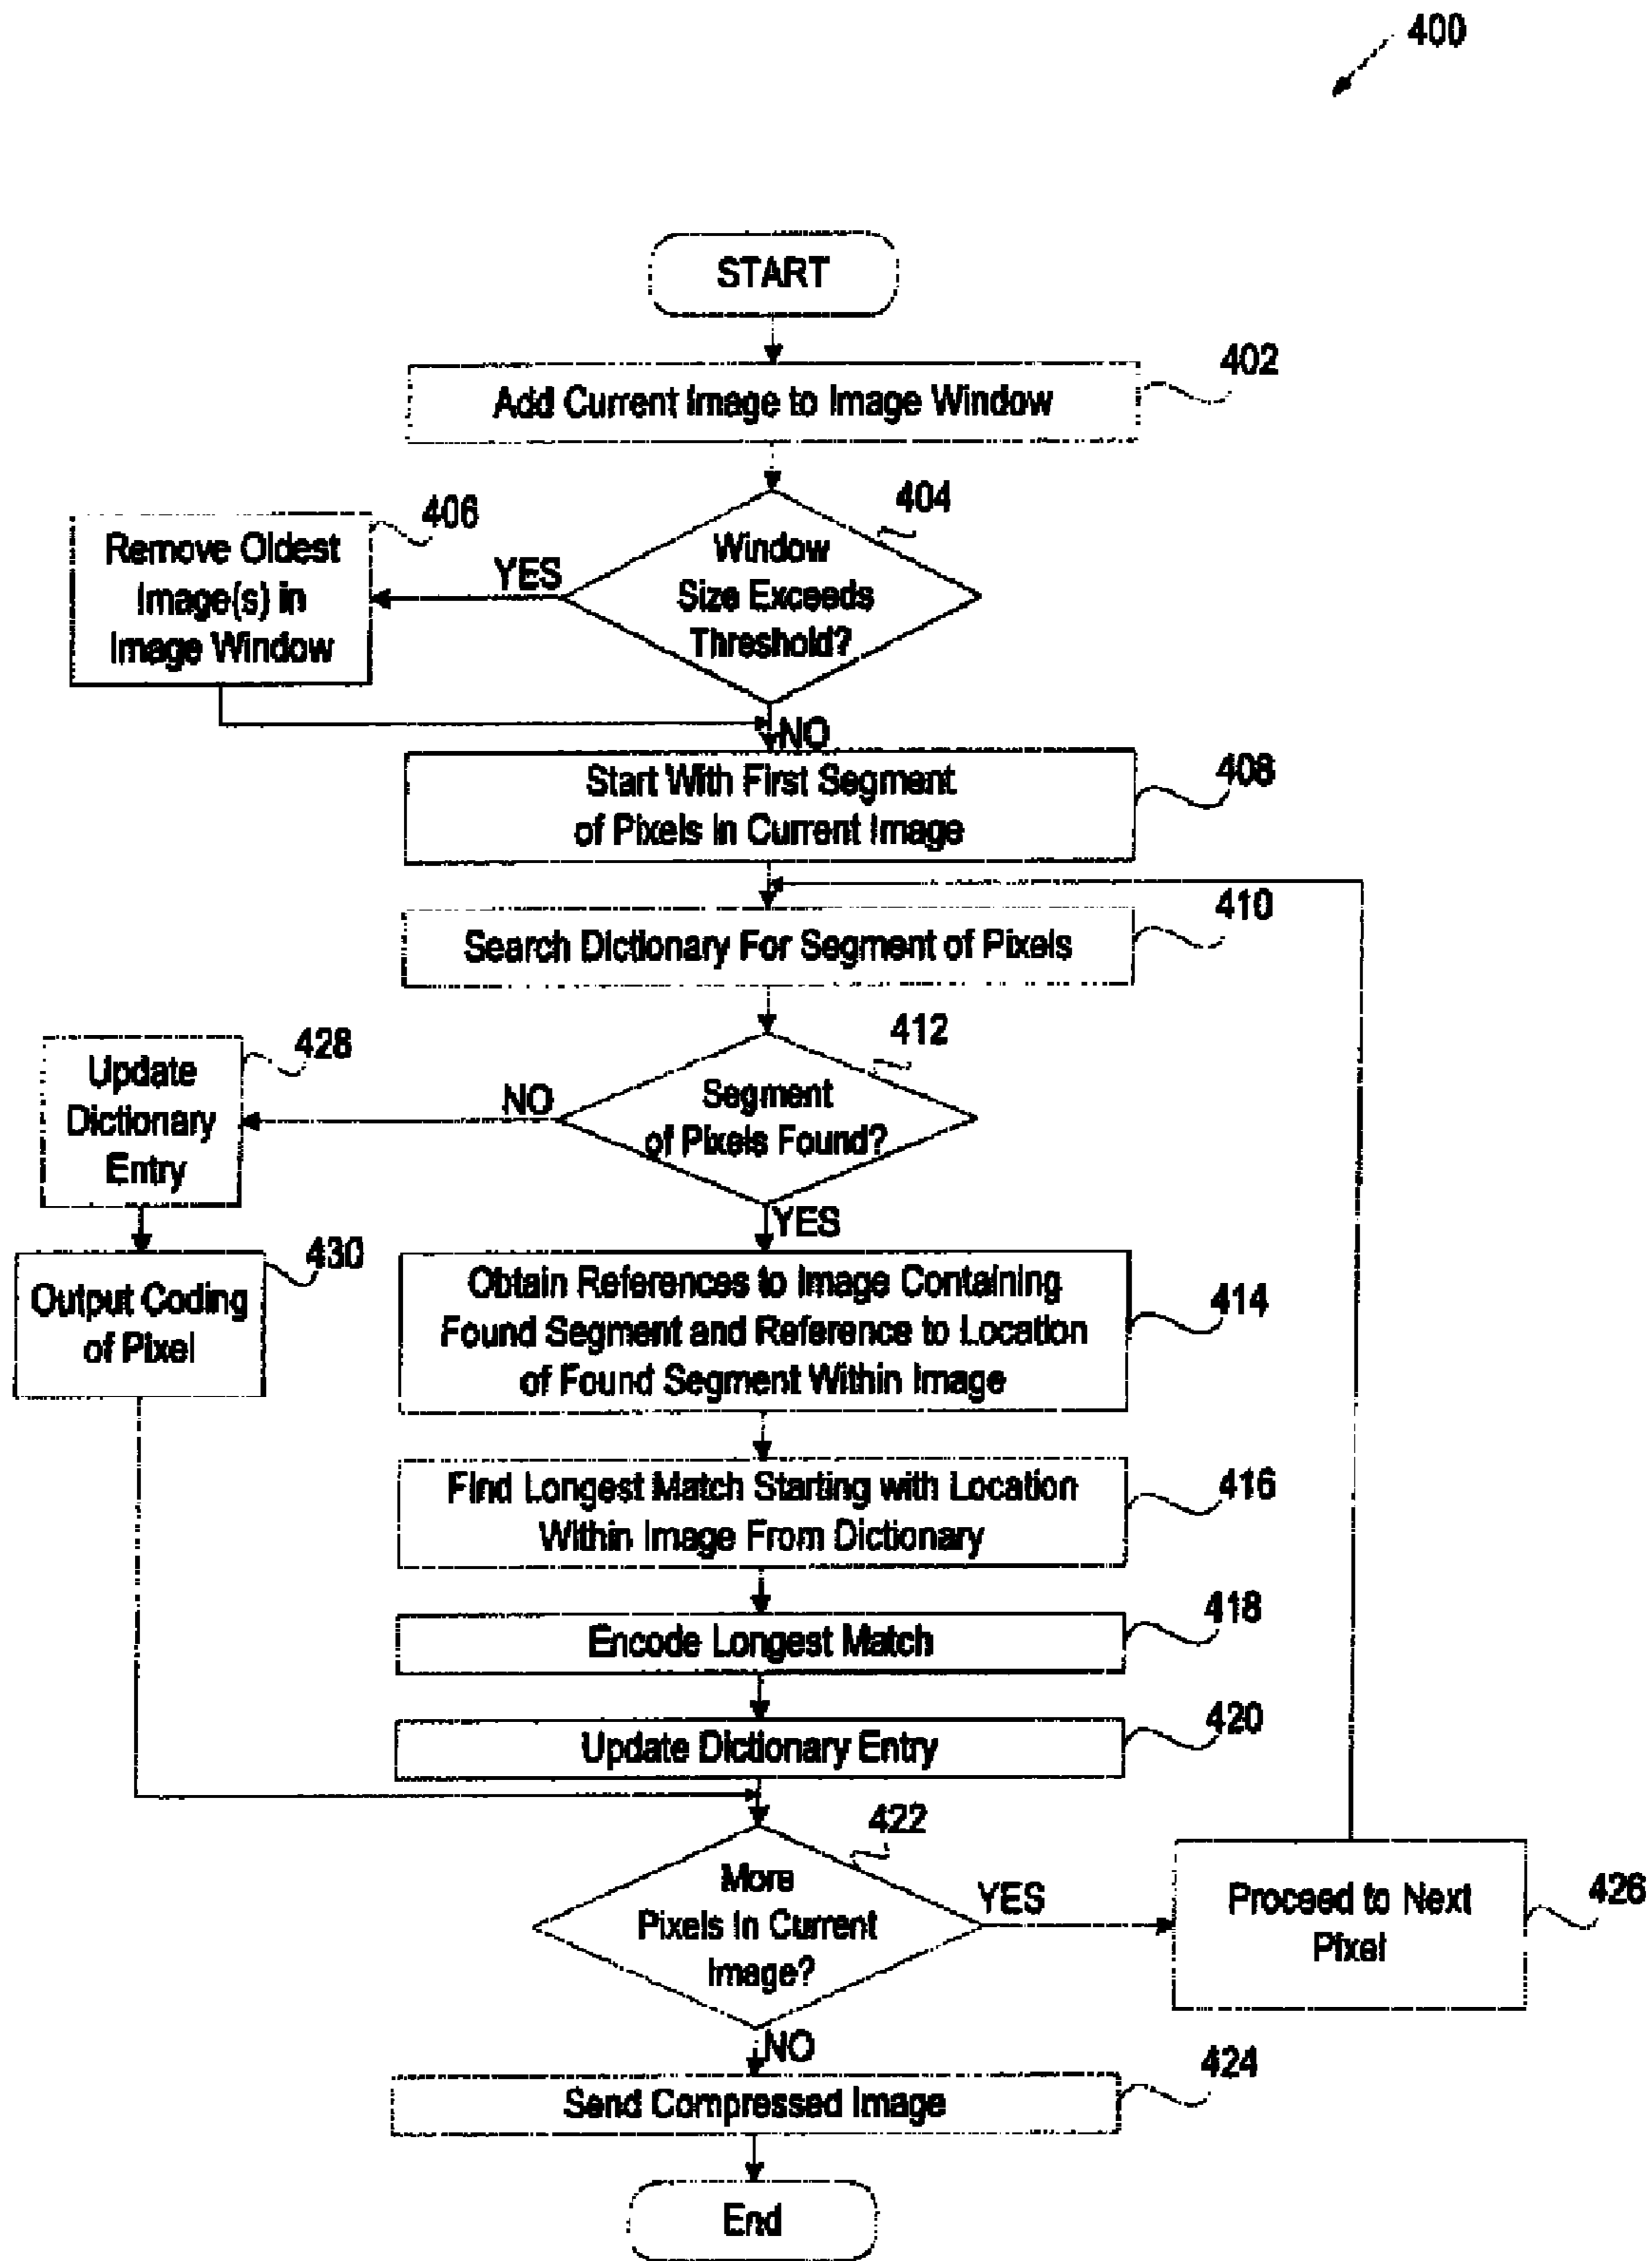 400
START
402
Add Current Image to Image Window
404
Window
Size Exceeds
Threshold?
YES
406
Remove Oldest
Image(s) in
Image Window
NO
408
Start With First Segment
of Pixels In Current Image
410
Search Dictionary For Segment of Pixels
412
Segment
of Pixels Found?
NO
428
Update
Dictionary
Entry
430
Output Coding
of Pixel
YES
414
Obtain References to Image Containing
Found Segment and Reference to Location
of Found Segment Within Image
416
Find Longest Match Starting with Location
Within Image From Dictionary
418
Encode Longest Match
420
Update Dictionary Entry
422
More
Pixels In Current
Image?
YES
426
Proceed to Next
Pixel
NO
424
Send Compressed Image
End